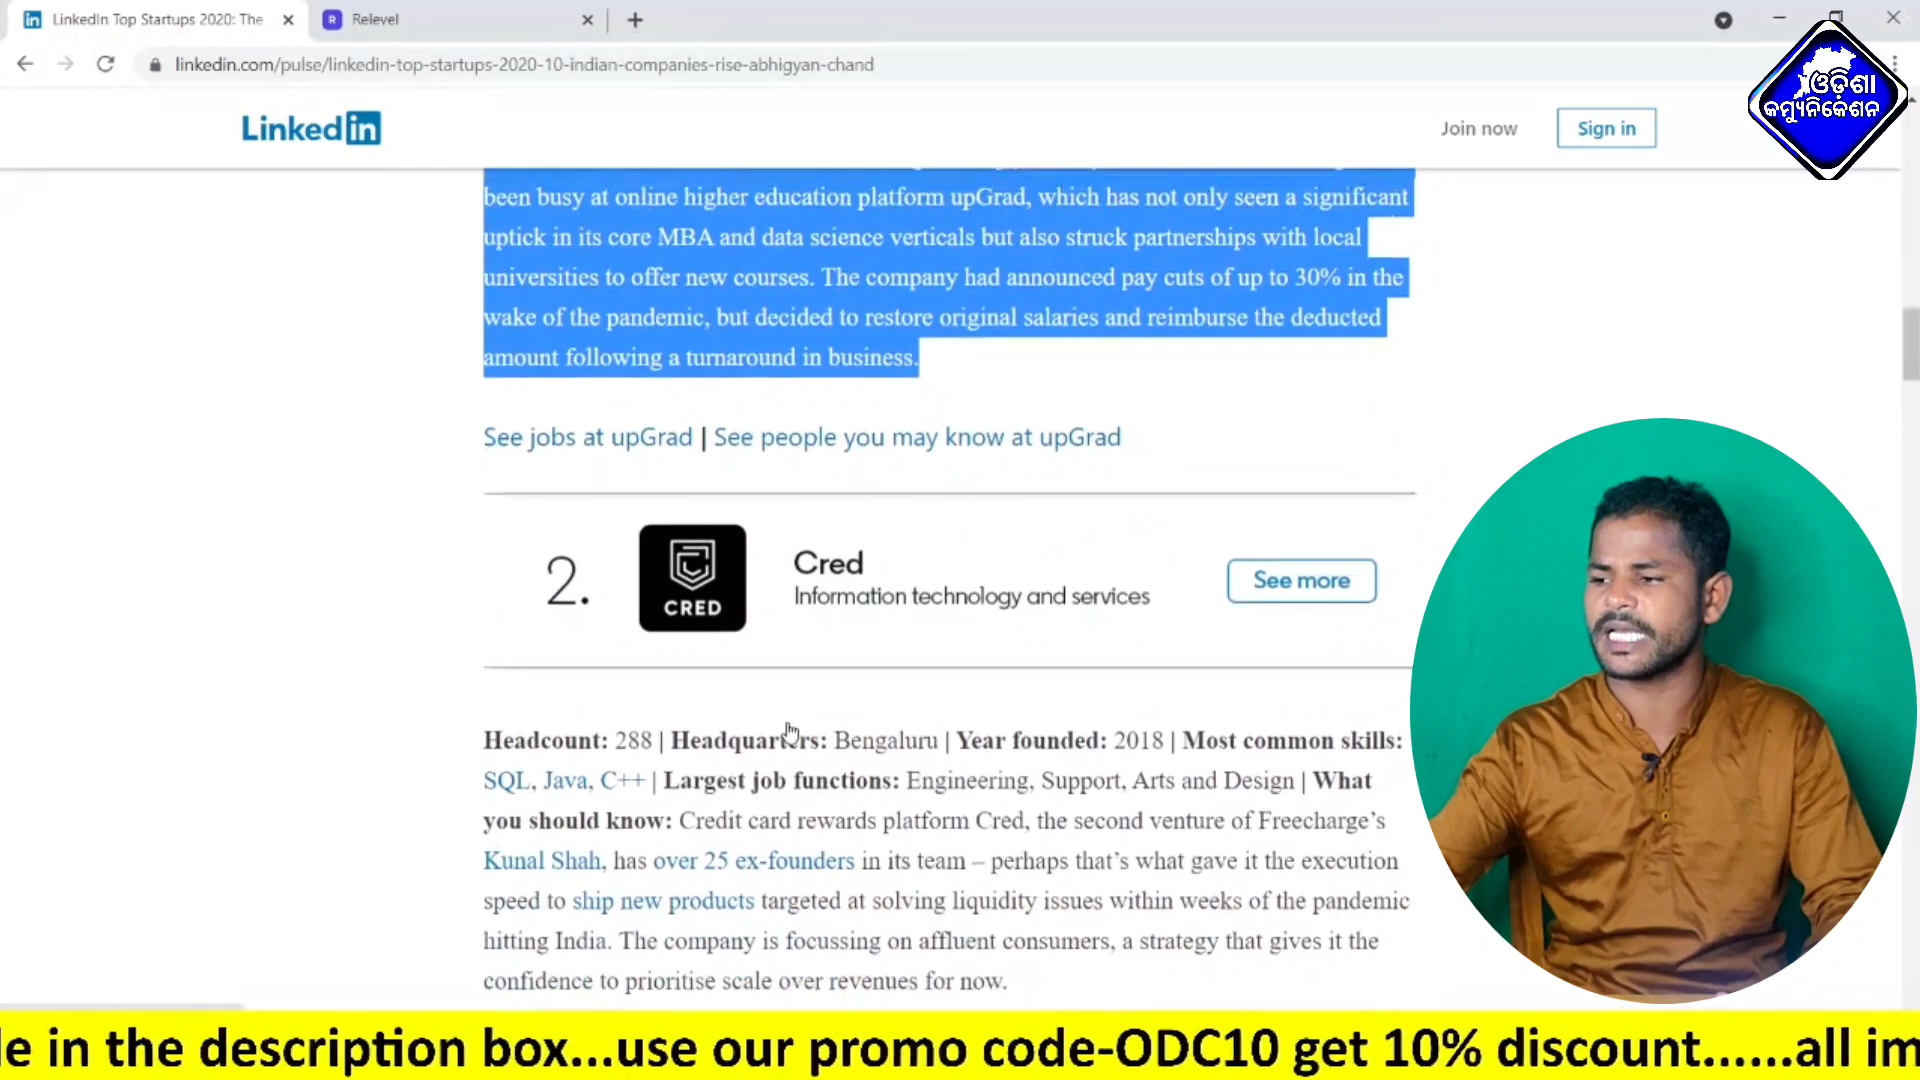 LinkedIn Top Startups 2020: The
Relevel
linkedin.com/pulse/linkedin-top-startups-2020-10-indian-companies-rise-abhigyan-chand
ଓଡ଼ିଶା
କମ୍ୟୁନିକେଶନ
Linked in
Join now
Sign in
been busy at online higher education platform upGrad, which has not only seen a significant
uptick in its core MBA and data science verticals but also struck partnerships with local
universities to offer new courses. The company had announced pay cuts of up to 30% in the
wake of the pandemic, but decided to restore original salaries and reimburse the deducted
amount following a turnaround in business.
See jobs at upGrad | See people you may know at upGrad
2.
CRED
Cred
Information technology and services
See more
Headcount: 288 | Headquarters: Bengaluru | Year founded: 2018 | Most common skills:
SQL, Java, C++ | Largest job functions: Engineering, Support, Arts and Design | What
you should know: Credit card rewards platform Cred, the second venture of Freecharge’s
Kunal Shah, has over 25 ex-founders in its team – perhaps that’s what gave it the execution
speed to ship new products targeted at solving liquidity issues within weeks of the pandemic
hitting India. The company is focussing on affluent consumers, a strategy that gives it the
confidence to prioritise scale over revenues for now.
le in the description box...use our promo code-ODC10 get 10% discount......all im